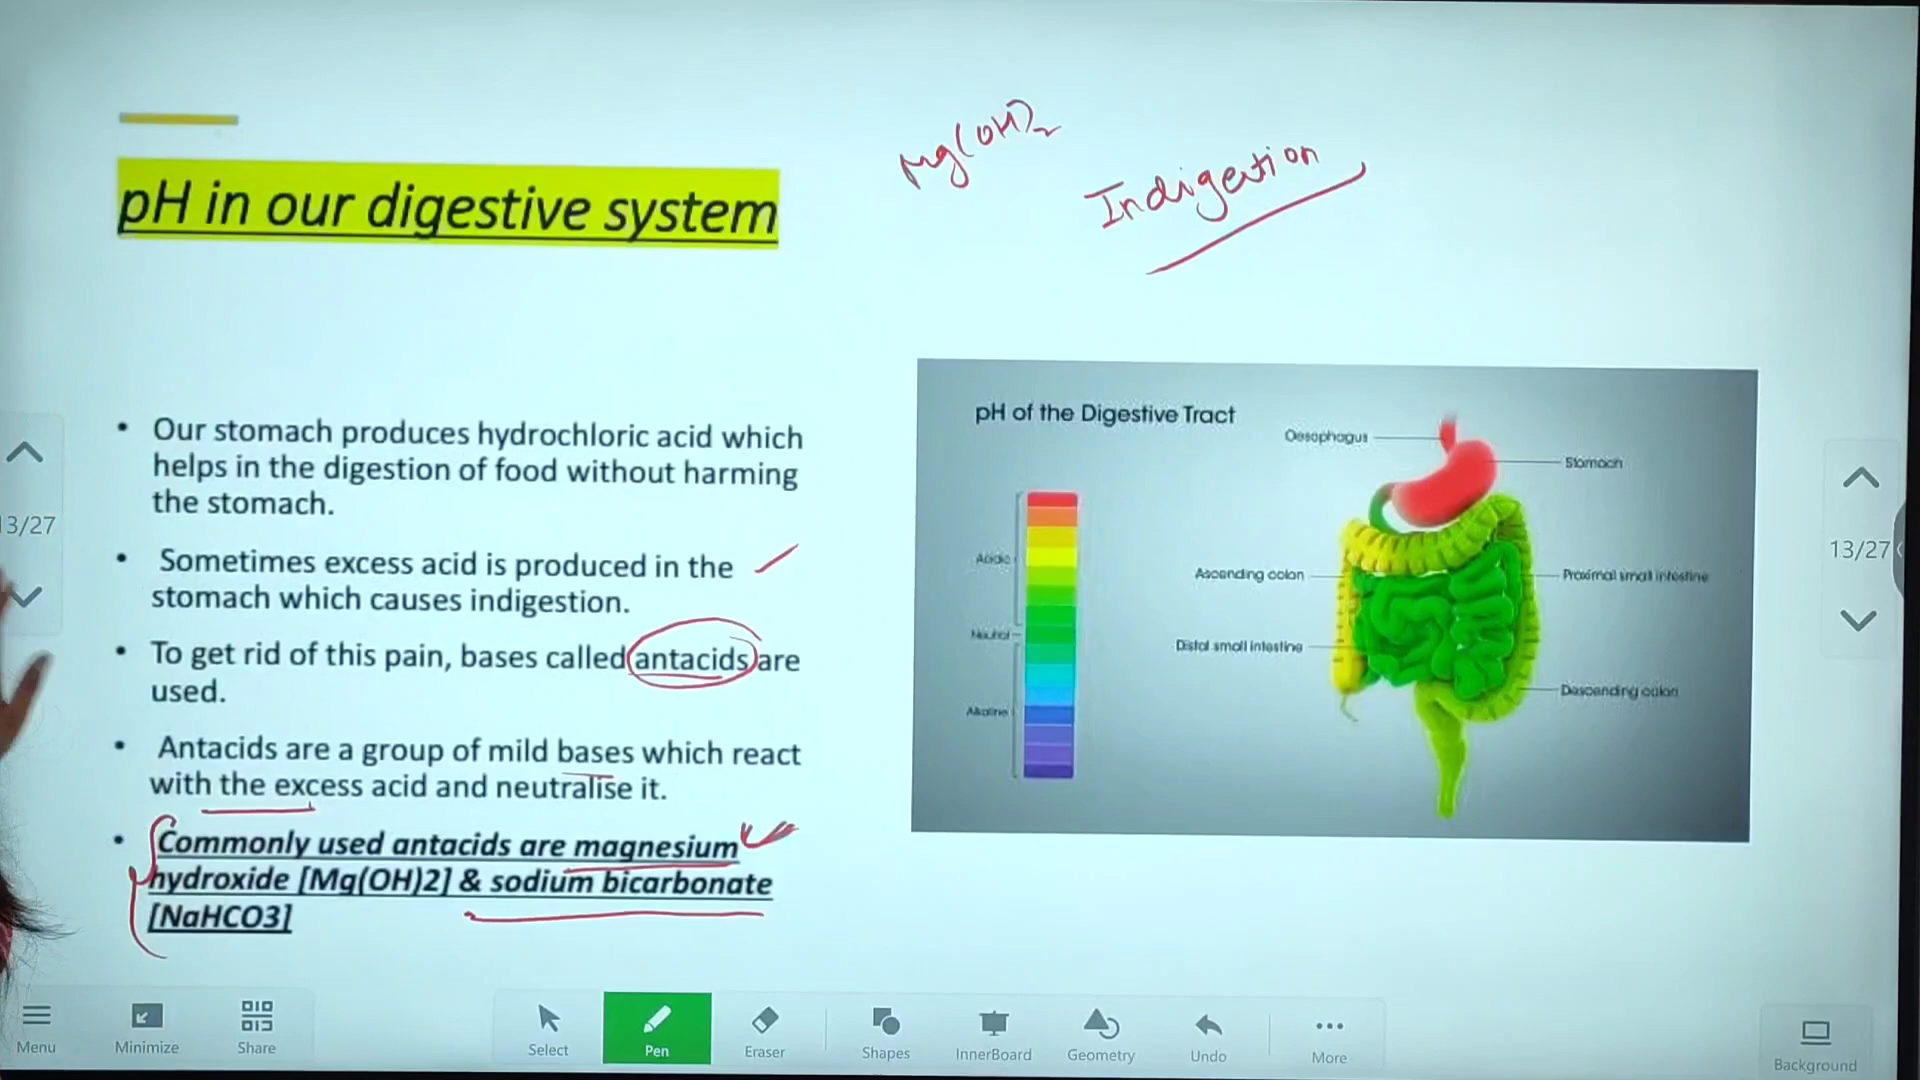 Mg(OH)2
Indigestion
pH in our digestive system
• Our stomach produces hydrochloric acid which
helps in the digestion of food without harming
the stomach.
• Sometimes excess acid is produced in the
stomach which causes indigestion.
• To get rid of this pain, bases called antacids are
used.
• Antacids are a group of mild bases which react
with the excess acid and neutralise it.
• Commonly used antacids are magnesium
hydroxide [Mg(OH)2] & sodium bicarbonate
[NaHCO3]
pH of the Digestive Tract
Oesophagus
Stomach
Acidic
Neutral
Alkaline
Ascending colon
Proximal small intestine
Distal small intestine
Descending colon
13/27
13/27
Menu
Minimize
Share
Select
Pen
Eraser
Shapes
InnerBoard
Geometry
Undo
More
Background